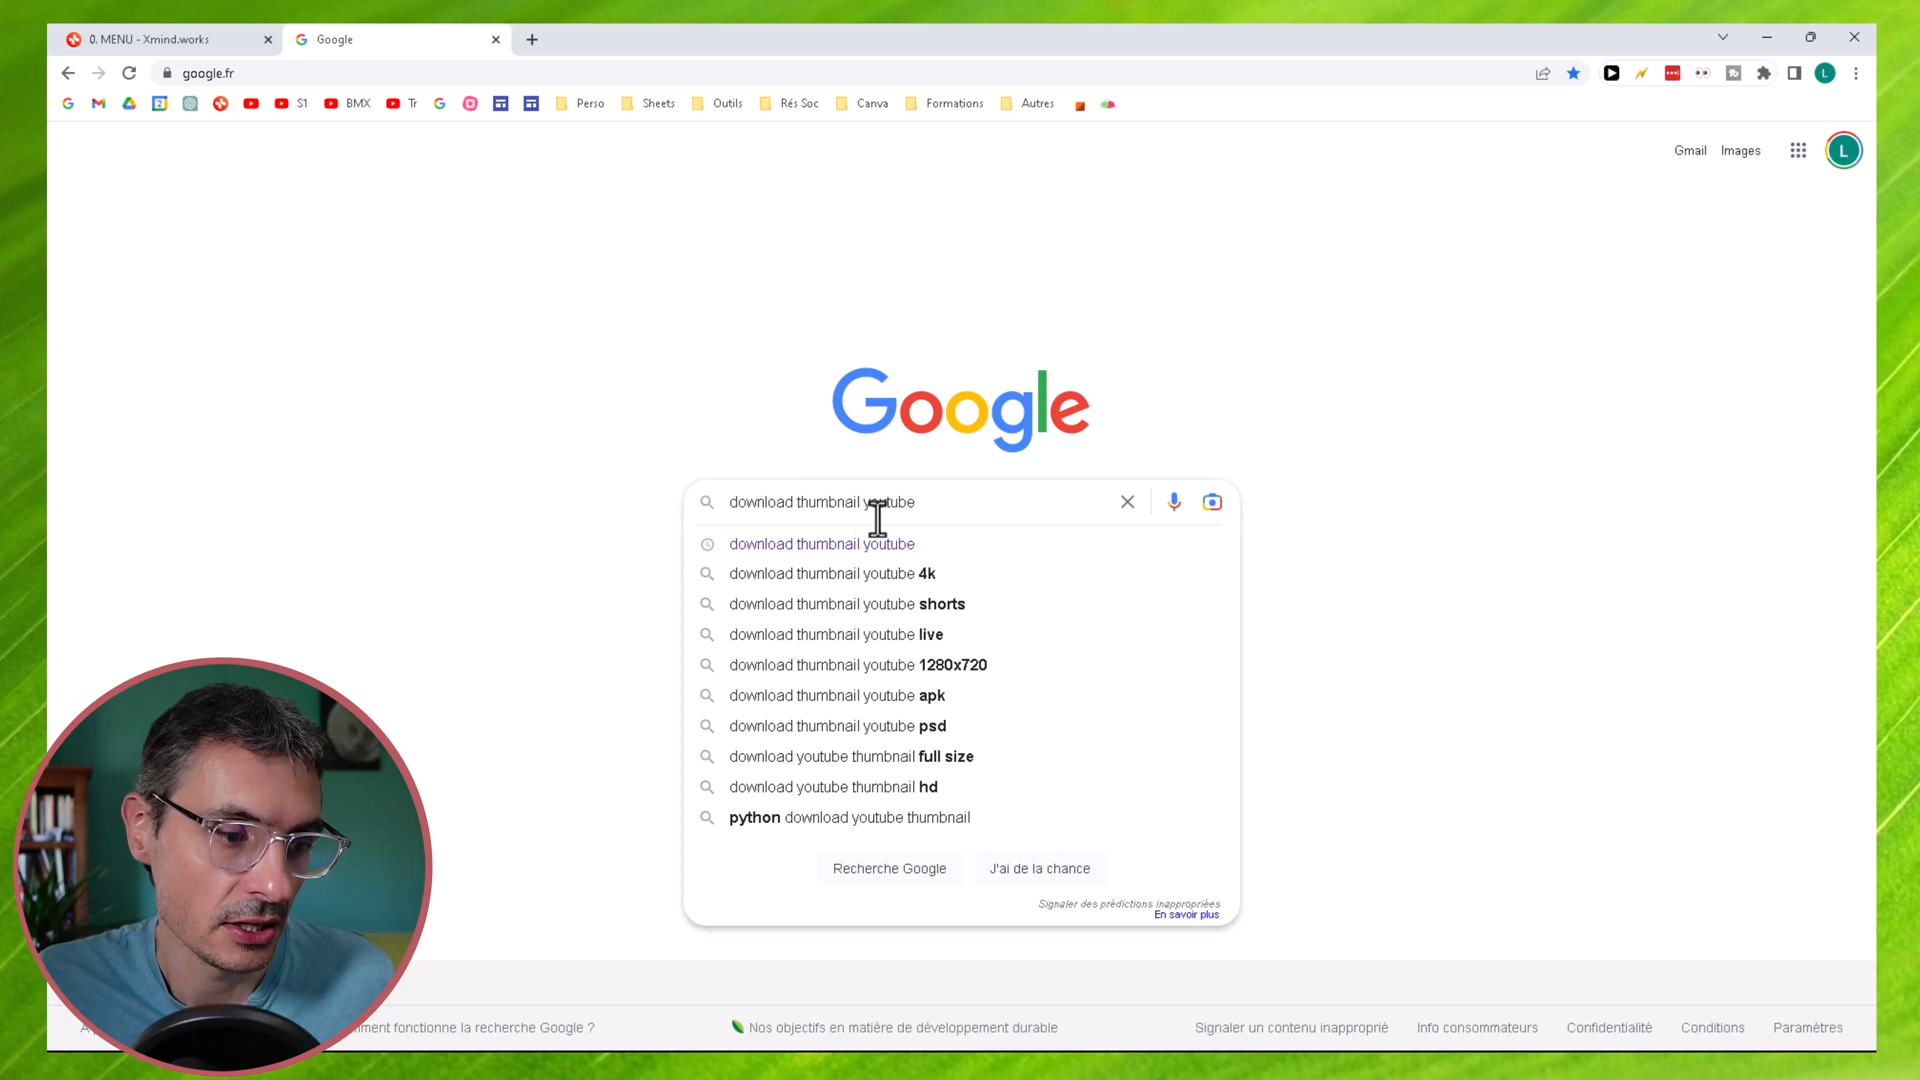 0. MENU - Xmind.works
Google
google.fr
S1
BMX
Tr
Perso
Sheets
Outils
Rés Soc
Canva
Formations
Autres
Gmail
Images
L
Google
download thumbnail youtube
download thumbnail youtube
download thumbnail youtube 4k
download thumbnail youtube shorts
download thumbnail youtube live
download thumbnail youtube 1280x720
download thumbnail youtube apk
download thumbnail youtube psd
download youtube thumbnail full size
download youtube thumbnail hd
python download youtube thumbnail
Recherche Google
J'ai de la chance
Signaler des prédictions inappropriées
En savoir plus
fonctionne la recherche Google ?
Nos objectifs en matière de développement durable
Signaler un contenu inapproprié
Info consommateurs
Confidentialité
Conditions
Paramètres